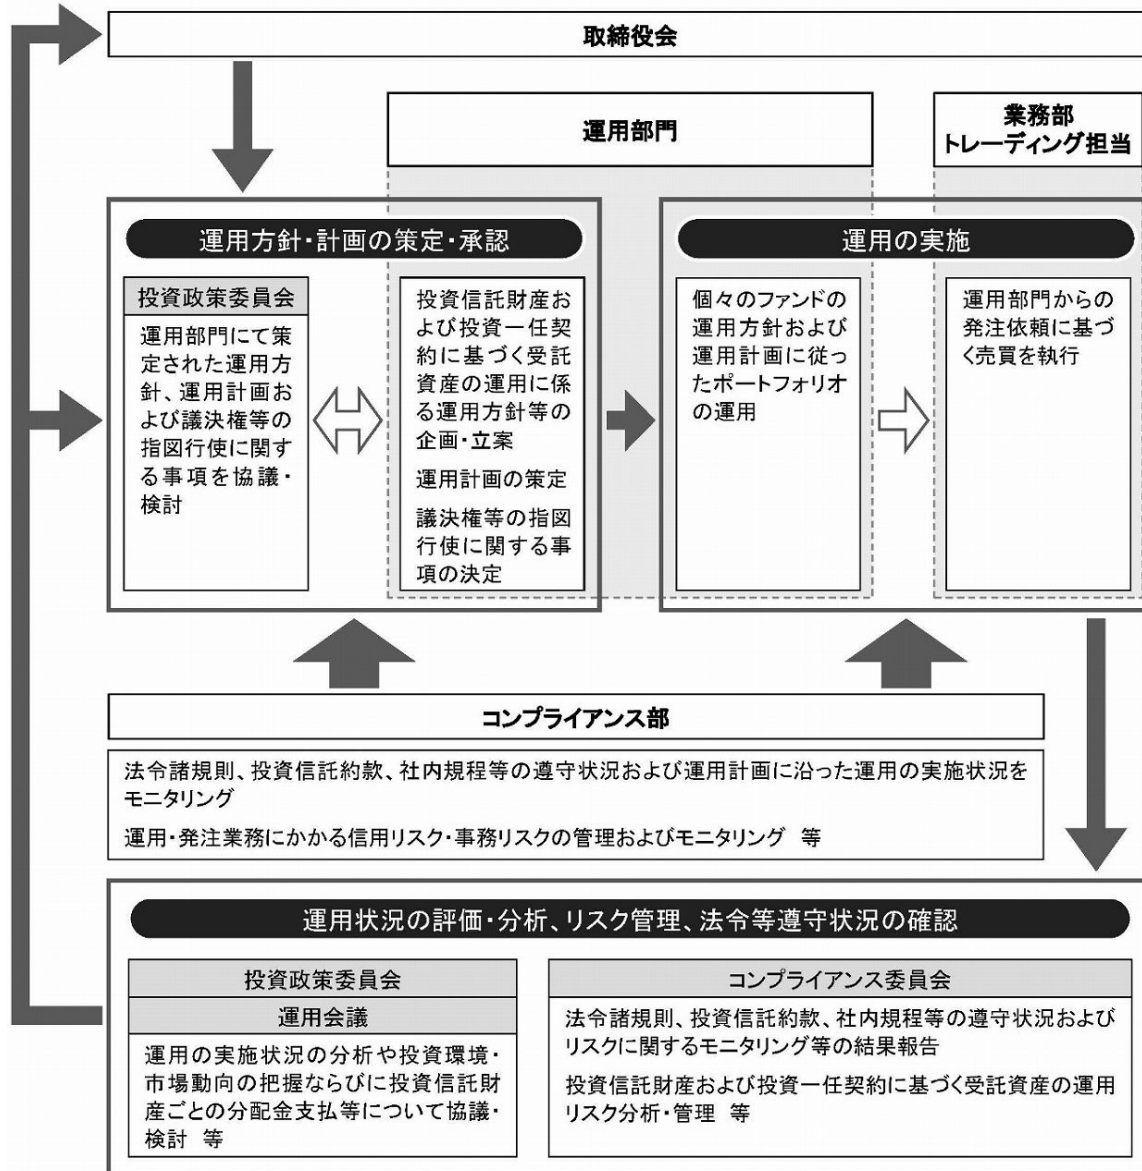 取締役会
運用部門
業務部
トレーディング担当
運用方針・計画の策定・承認
投資政策委員会
運用部門にて策
定された運用方
針、運用計画お
よび議決権等の
指図行使に関す
る事項を協議・
検討
投資信託財産お
よび投資一任契
約に基づく受託
資産の運用に係
る運用方針等の
企画・立案
運用計画の策定
議決権等の指図
行使に関する事
項の決定
運用の実施
個々のファンドの
運用方針および
運用計画に従っ
たポートフォリオ
の運用
運用部門からの
発注依頼に基づ
く売買を執行
コンプライアンス部
法令諸規則、投資信託約款、社内規程等の遵守状況および運用計画に沿った運用の実施状況を
モニタリング
運用・発注業務にかかる信用リスク・事務リスクの管理およびモニタリング 等
運用状況の評価・分析、リスク管理、法令等遵守状況の確認
投資政策委員会
運用会議
運用の実施状況の分析や投資環境・
市場動向の把握ならびに投資信託財
産ごとの分配金支払等について協議・
検討 等
コンプライアンス委員会
法令諸規則、投資信託約款、社内規程等の遵守状況および
リスクに関するモニタリング等の結果報告
投資信託財産および投資一任契約に基づく受託資産の運用
リスク分析・管理 等